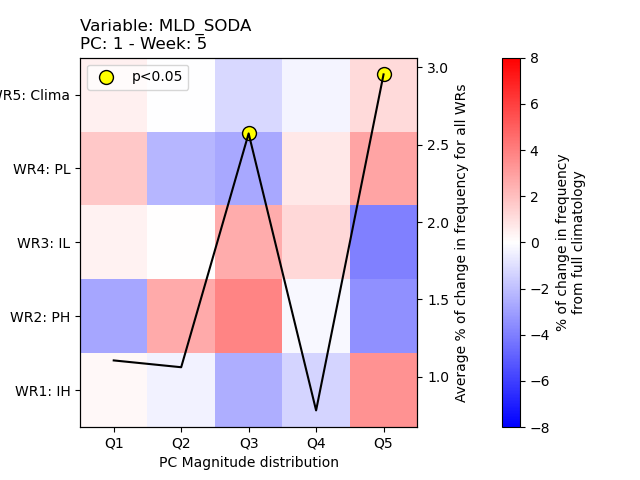 Variable: MLD_SODA
PC: 1 - Week: 5
p<0.05
WR5: Clima
WR4: PL
WR3: IL
WR2: PH
WR1: IH
Q1 Q2 Q3 Q4 Q5
PC Magnitude distribution
3.0
2.5
2.0
1.5
1.0
Average % of change in frequency for all WRs
8
6
4
2
0
−2
−4
−6
−8
% of change in frequency
from full climatology